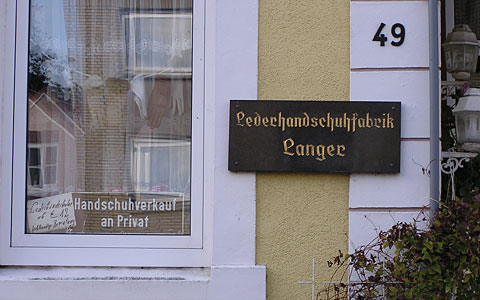 49
Lederhandschuhfabrik
Langer
Handschuhverkauf
an Privat